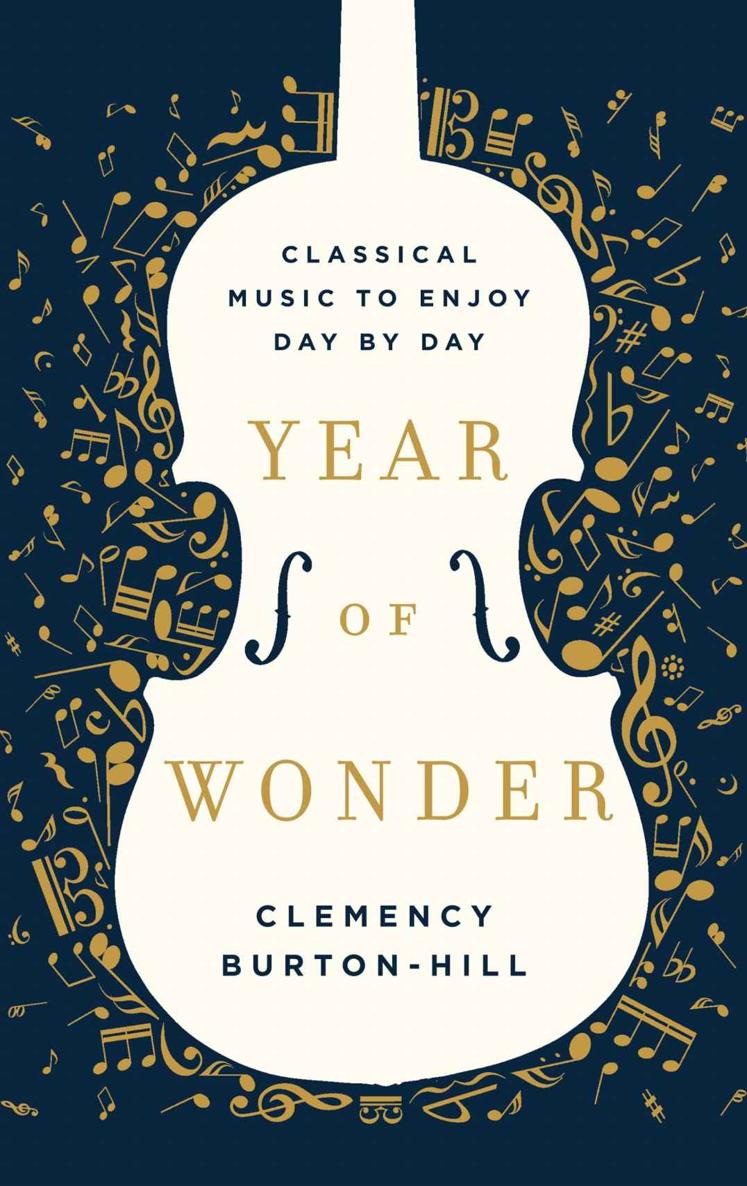 CLASSICAL
MUSIC TO ENJOY
DAY BY DAY
YEAR
OF
WONDER
CLEMENCY
BURTON-HILL